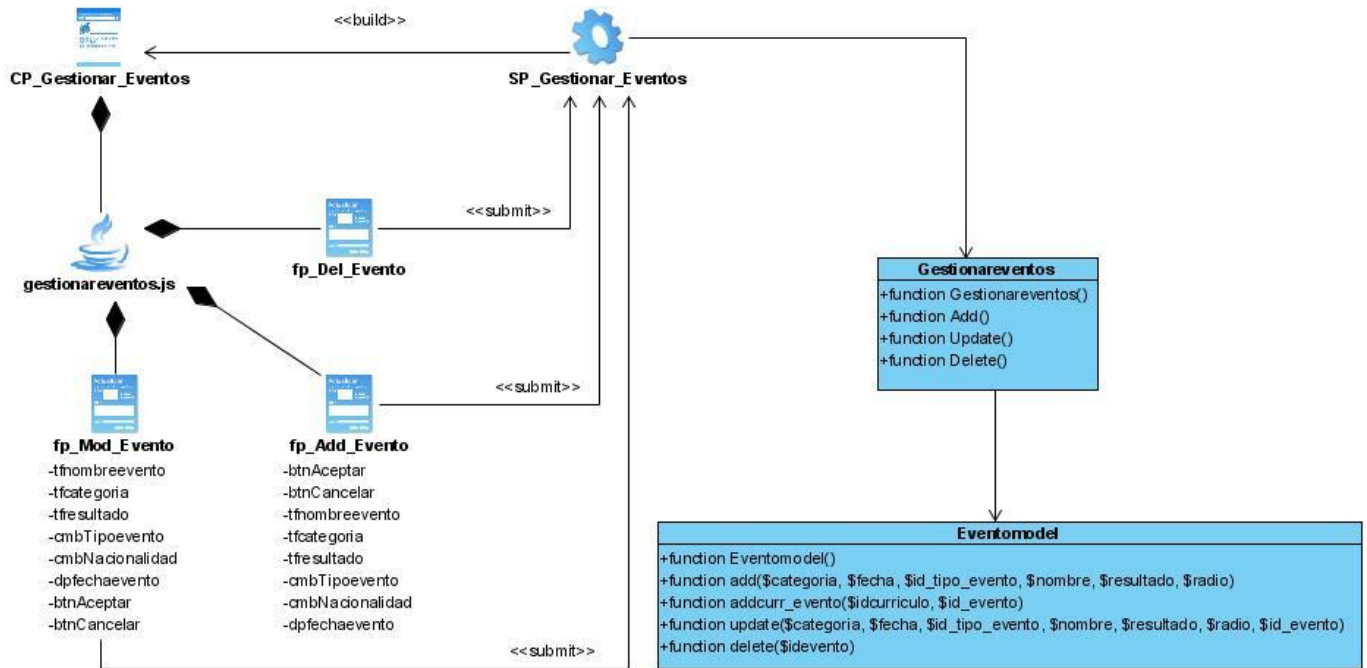 <<build>>
CP_Gestionar_Eventos
SP_Gestionar_Eventos
<<submit>>
fp_Del_Evento
gestionareventos.js
Gestionareventos
+function Gestionareventos()
+function Add()
+function Update()
+function Delete()
<<submit>>
fp_Mod_Evento
-tfnombreevento
-tfcategoria
-tfresultado
-cmbTipoevento
-cmbNacionalidad
-dpfechaevento
-btnAceptar
-btnCancelar
fp_Add_Evento
-btnAceptar
-btnCancelar
-tfnombreevento
-tfcategoria
-tfresultado
-cmbTipoevento
-cmbNacionalidad
-dpfechaevento
<<submit>>
Eventomodel
+function Eventomodel()
+function add($categoria, $fecha, $id_tipo_evento, $nombre, $resultado, $radio)
+function addcurr_evento($idcurriculo, $id_evento)
+function update($categoria, $fecha, $id_tipo_evento, $nombre, $resultado, $radio, $id_evento)
+function delete($idevento)